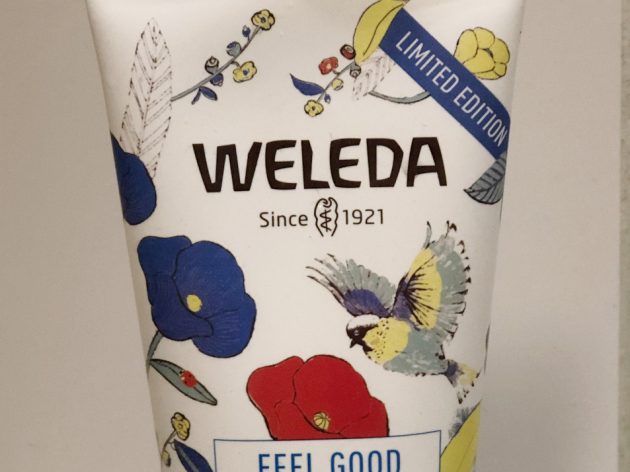 LIMITED EDITION
WELEDA
Since 1921
FEEL GOOD